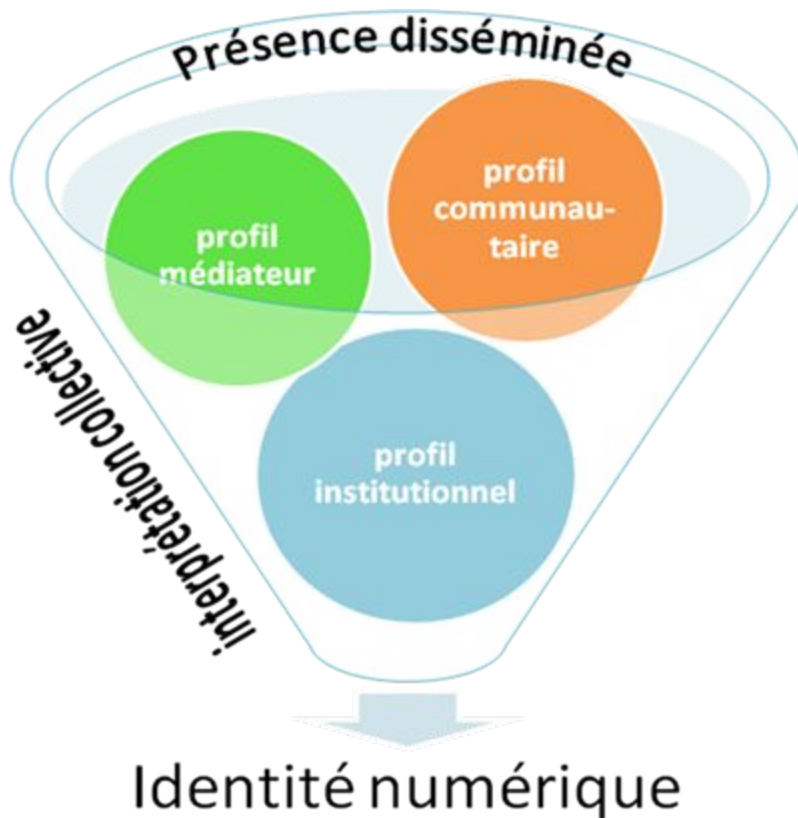 Présence disséminée
profil
communau-
taire
profil
médiateur
interprétation collective
profil
institutionnel
Identité numérique